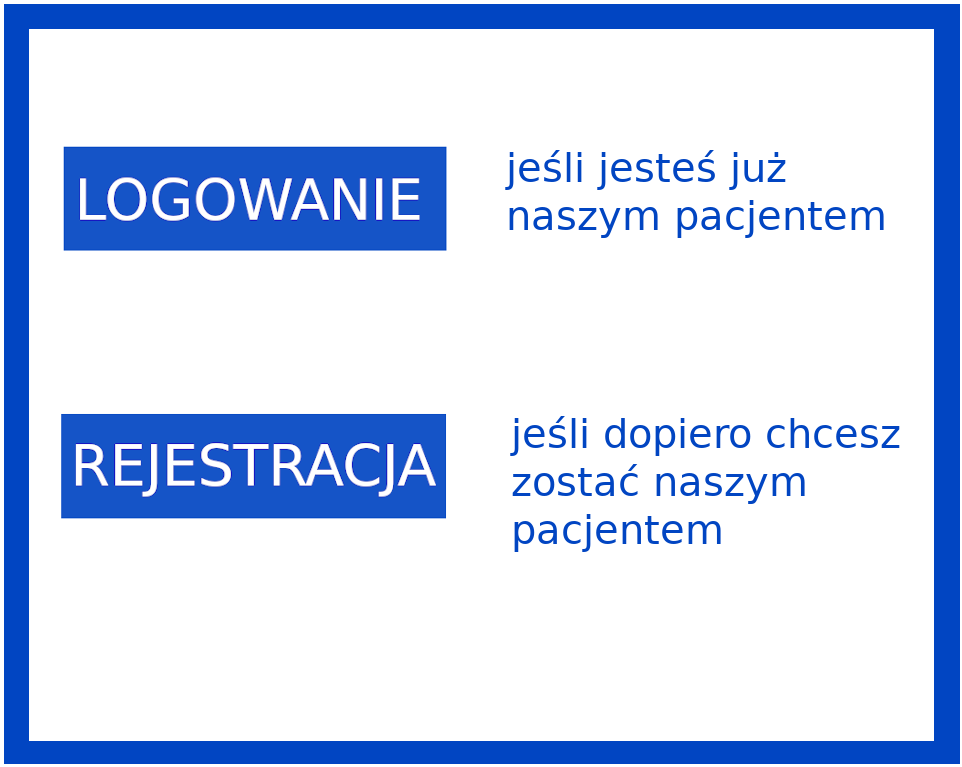 LOGOWANIE
jeśli jesteś już
naszym pacjentem
REJESTRACJA
jeśli dopiero chcesz
zostać naszym
pacjentem